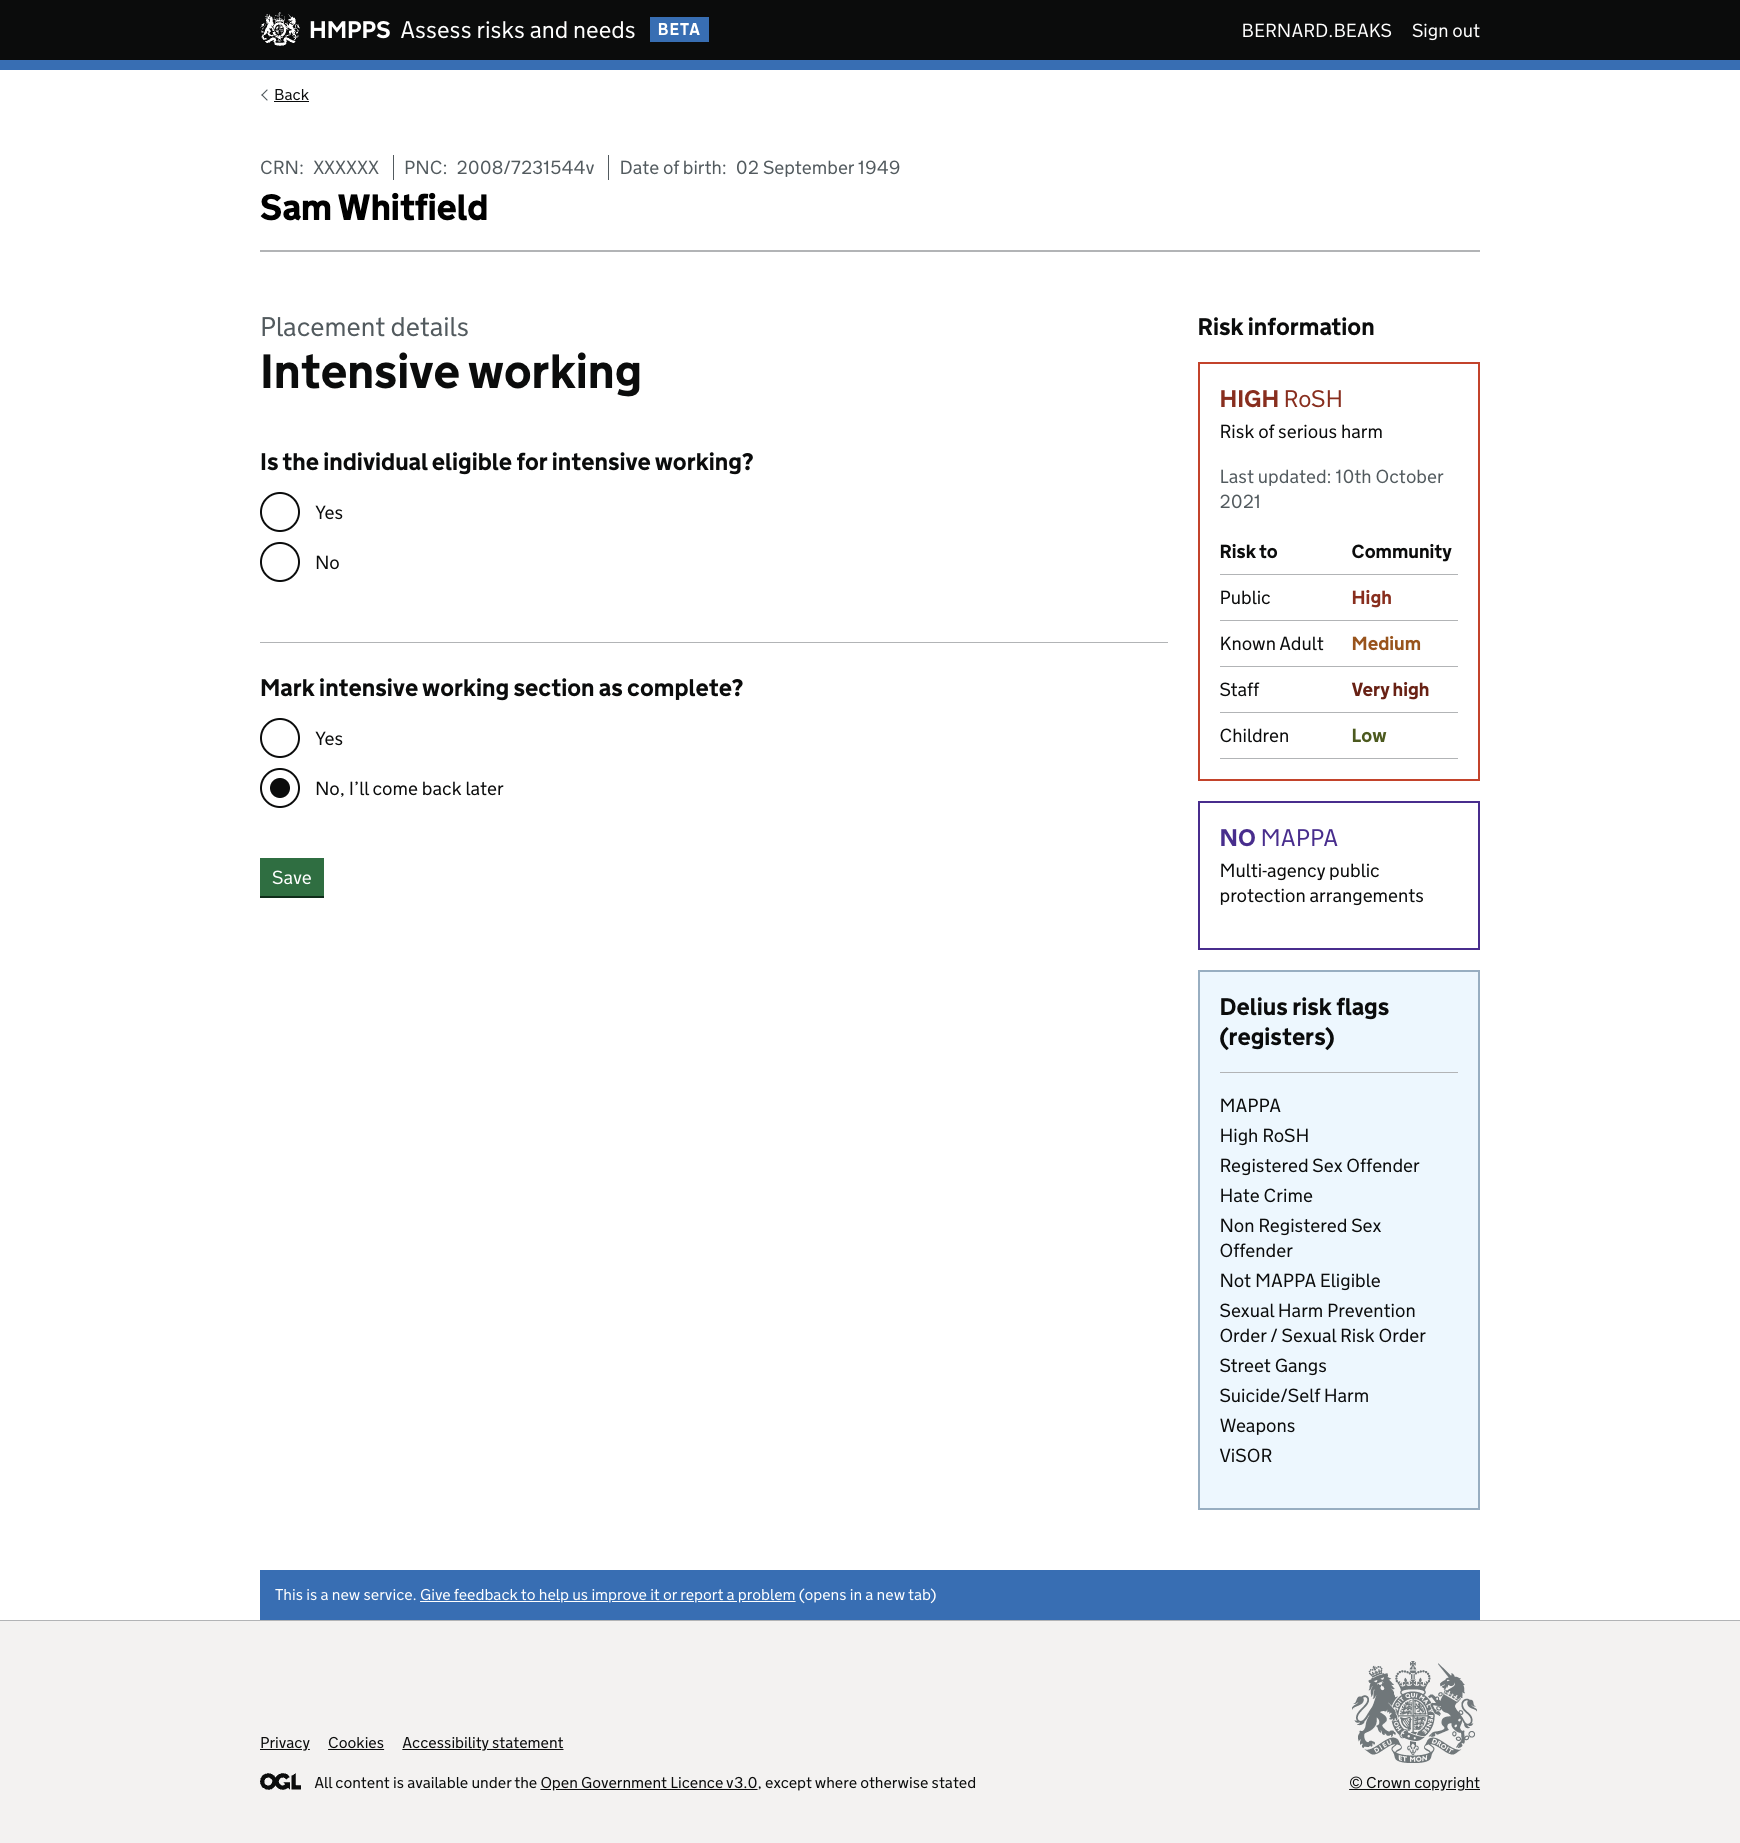 HMPPS Assess risks and needs BETA
BERNARD.BEAKS Sign out
Back
CRN: XXXXXX PNC: 2008/7231544v Date of birth: 02 September 1949
Sam Whitfield
Placement details
Intensive working
Is the individual eligible for intensive working?
Yes
No
Mark intensive working section as complete?
Yes
No, I’ll come back later
Save
Risk information
HIGH RoSH
Risk of serious harm
Last updated: 10th October
2021
Risk to Community
Public High
Known Adult Medium
Staff Very high
Children Low
NO MAPPA
Multi-agency public
protection arrangements
Delius risk flags
(registers)
MAPPA
High RoSH
Registered Sex Offender
Hate Crime
Non Registered Sex
Offender
Not MAPPA Eligible
Sexual Harm Prevention
Order / Sexual Risk Order
Street Gangs
Suicide/Self Harm
Weapons
ViSOR
This is a new service. Give feedback to help us improve it or report a problem (opens in a new tab)
Privacy Cookies Accessibility statement
OGL All content is available under the Open Government Licence v3.0, except where otherwise stated
© Crown copyright